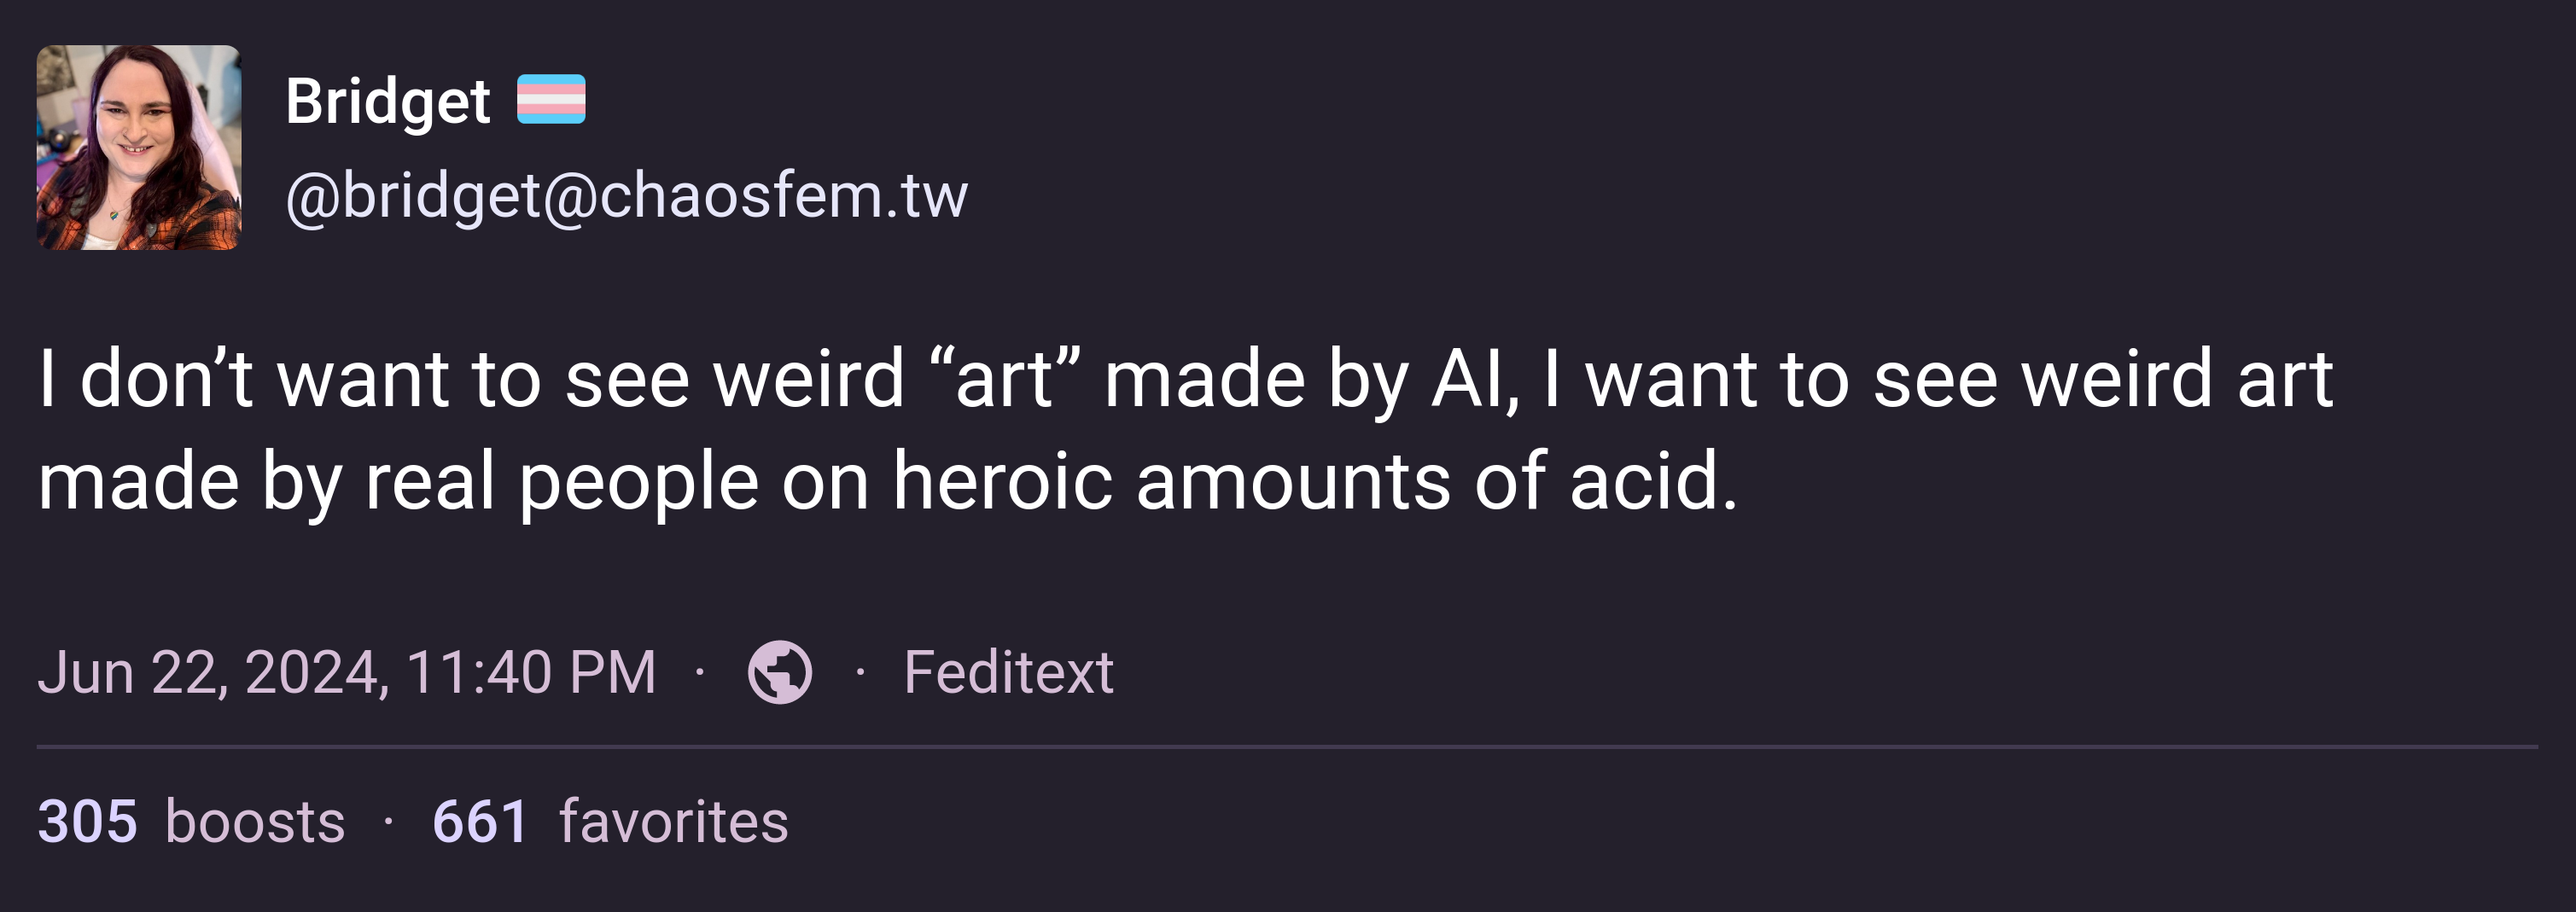 Bridget
@bridget@chaosfem.tw
I don’t want to see weird “art” made by AI, I want to see weird art
made by real people on heroic amounts of acid.
Jun 22, 2024, 11:40 PM · · Feditext
305 boosts · 661 favorites